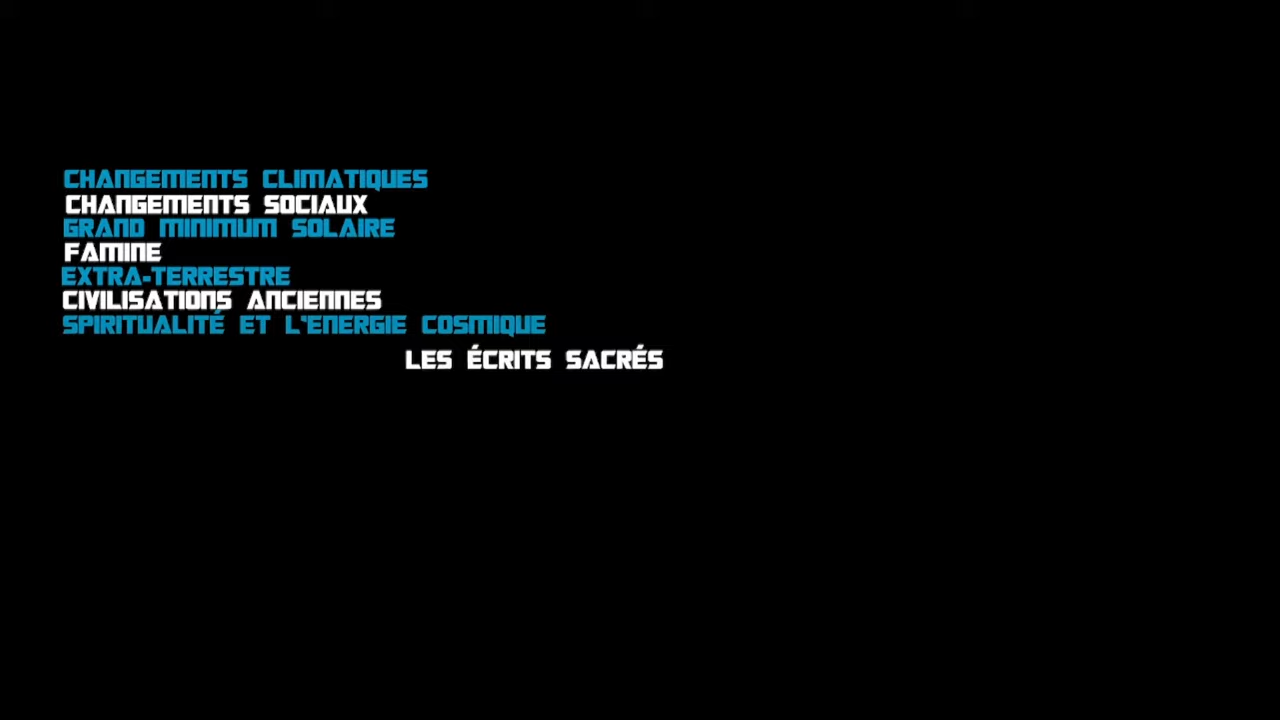 CHANGEMENTS CLIMATIQUES
CHANGEMENTS SOCIAUX
GRAND MINIMUM SOLAIRE
FAMINE
EXTRA-TERRESTRE
CIVILISATIONS ANCIENNES
SPIRITUALITÉ ET L'ENERGIE COSMIQUE
LES ÉCRITS SACRÉS